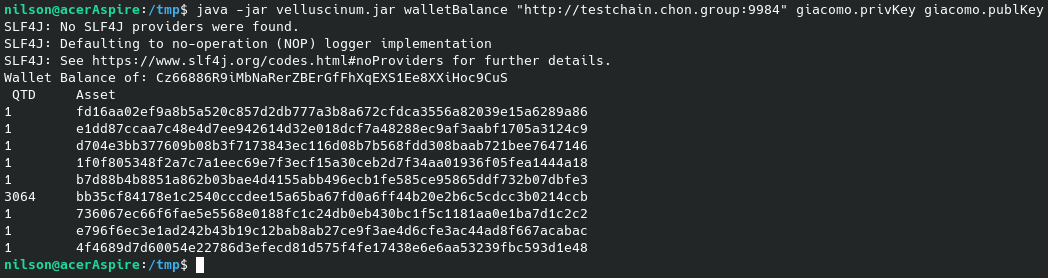 nilson@acerAspire:/tmp$ java -jar velluscinum.jar walletBalance "http://testchain.chon.group:9984" giacomo.privKey giacomo.publKey
SLF4J: No SLF4J providers were found.
SLF4J: Defaulting to no-operation (NOP) logger implementation
SLF4J: See https://www.slf4j.org/codes.html#noProviders for further details.
Wallet Balance of: Cz66886R9iMbNaRerZBErGfFhXqEXS1Ee8XXiHoc9CuS
QTD Asset
1 fd16aa02ef9a8b5a520c857d2db777a3b8a672cfdca3556a82039e15a6289a86
1 e1dd87ccaa7c48e4d7ee942614d32e018dcf7a48288ec9af3aabf1705a3124c9
1 d704e3bb377609b08b3f7173843ec116d08b7b568fdd308baab721bee7647146
1 1f0f805348f2a7c7a1eec69e7f3ecf15a30ceb2d7f34aa01936f05fea1444a18
1 b7d88b4b8851a862b03bae4d4155abb496ecb1fe585ce95865ddf732b07dbfe3
3064 bb35cf84178e1c2540cccdee15a65ba67fd0a6ff44b20e2b6c5cdcc3b0214ccb
1 736067ec66f6fae5e5568e0188fc1c24db0eb430bc1f5c1181aa0e1ba7d1c2c2
1 e796f6ec3e1ad242b43b19c12bab8ab27ce9f3ae4d6cfe3ac44ad8f667acabac
1 4f4689d7d60054e22786d3efecd81d575f4fe17438e6e6aa53239fbc593d1e48
nilson@acerAspire:/tmp$